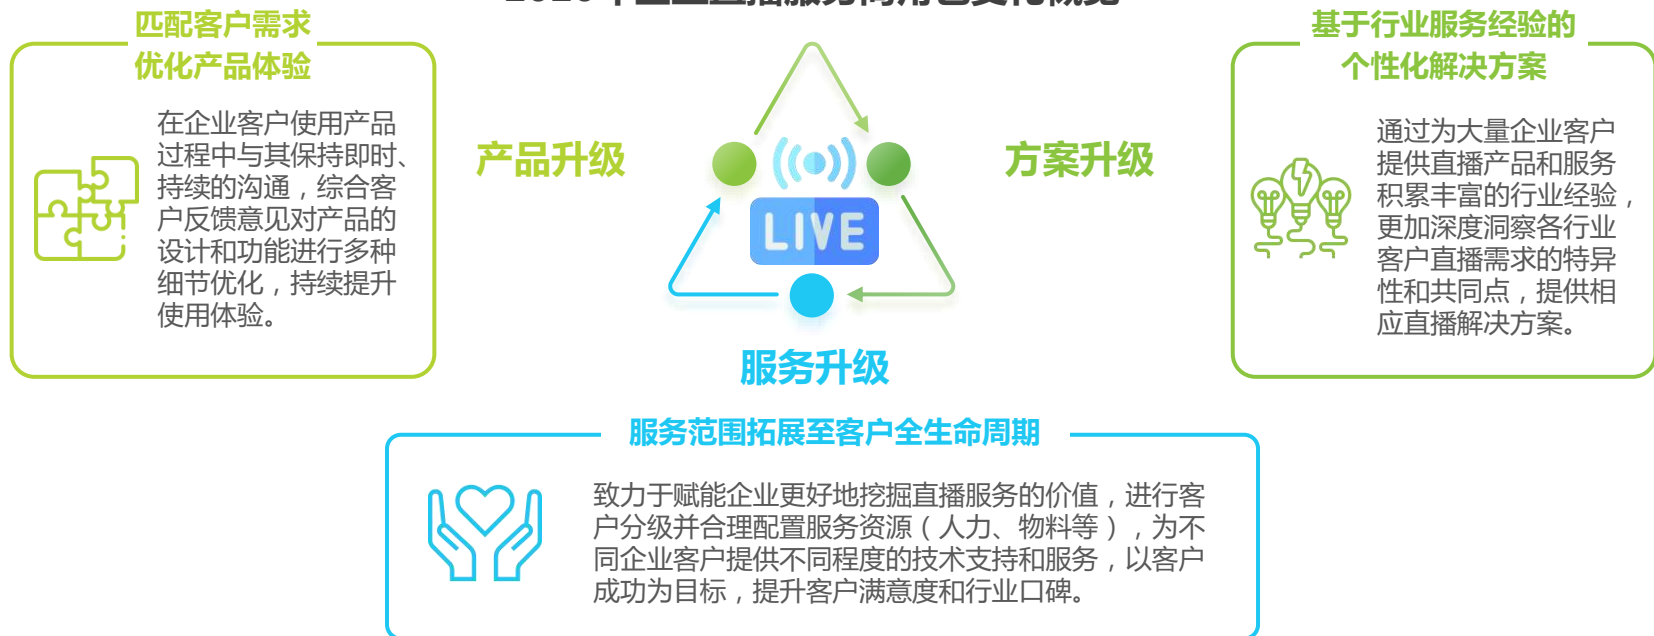 匹配客户需求
优化产品体验
在企业客户使用产品
过程中与其保持即时、
持续的沟通，综合客
户反馈意见对产品的
设计和功能进行多种
细节优化，持续提升
使用体验。
产品升级
LIVE
方案升级
基于行业服务经验的
个性化解决方案
通过为大量企业客户
提供直播产品和服务
积累丰富的行业经验，
更加深度洞察各行业
客户直播需求的特异
性和共同点，提供相
应直播解决方案。
服务升级
服务范围拓展至客户全生命周期
致力于赋能企业更好地挖掘直播服务的价值，进行客
户分级并合理配置服务资源（人力、物料等），为不
同企业客户提供不同程度的技术支持和服务，以客户
成功为目标，提升客户满意度和行业口碑。